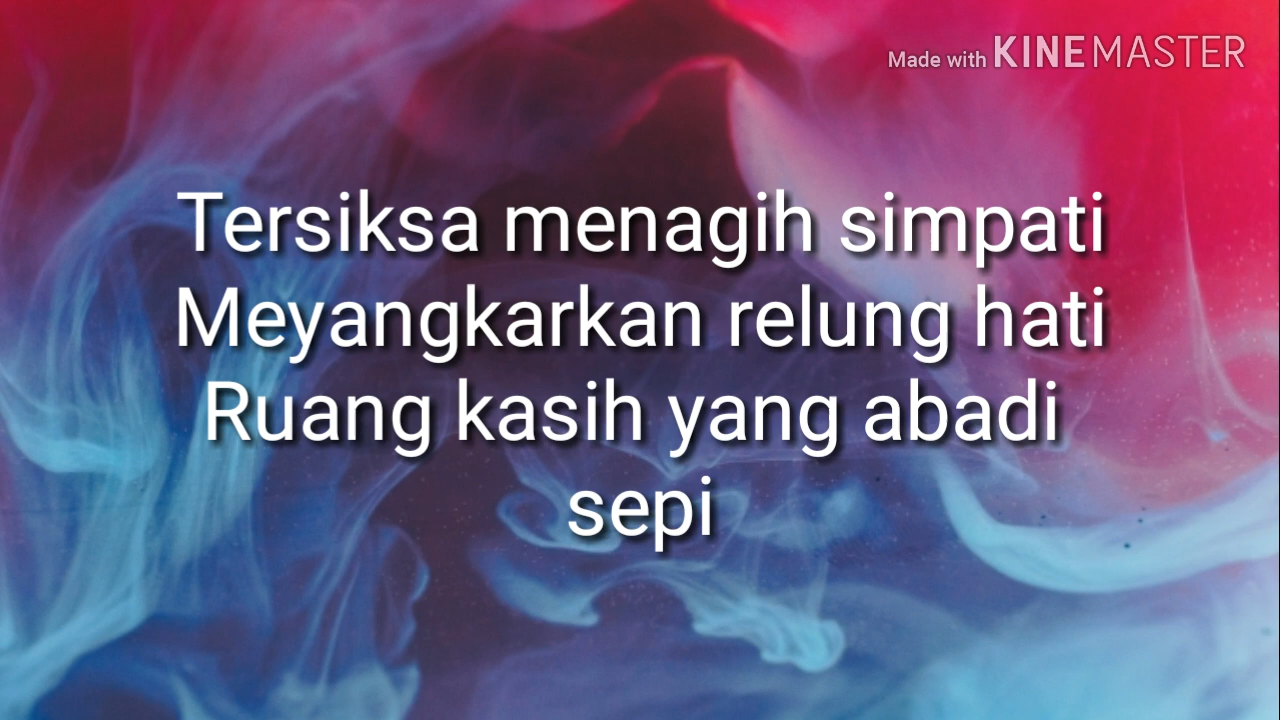 Made with KINEMASTER
Tersiksa menagih simpati
Meyangkarkan relung hati
Ruang kasih yang abadi
sepi